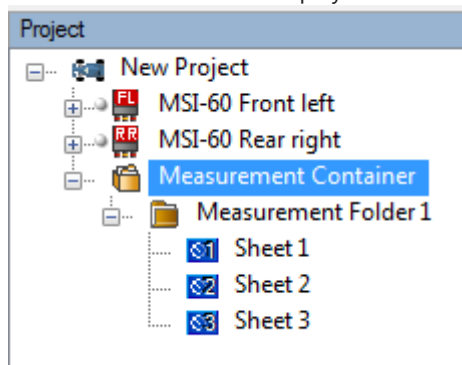 Project
New Project
FL MSI-60 Front left
RR MSI-60 Rear right
Measurement Container
Measurement Folder 1
1 Sheet 1
2 Sheet 2
3 Sheet 3